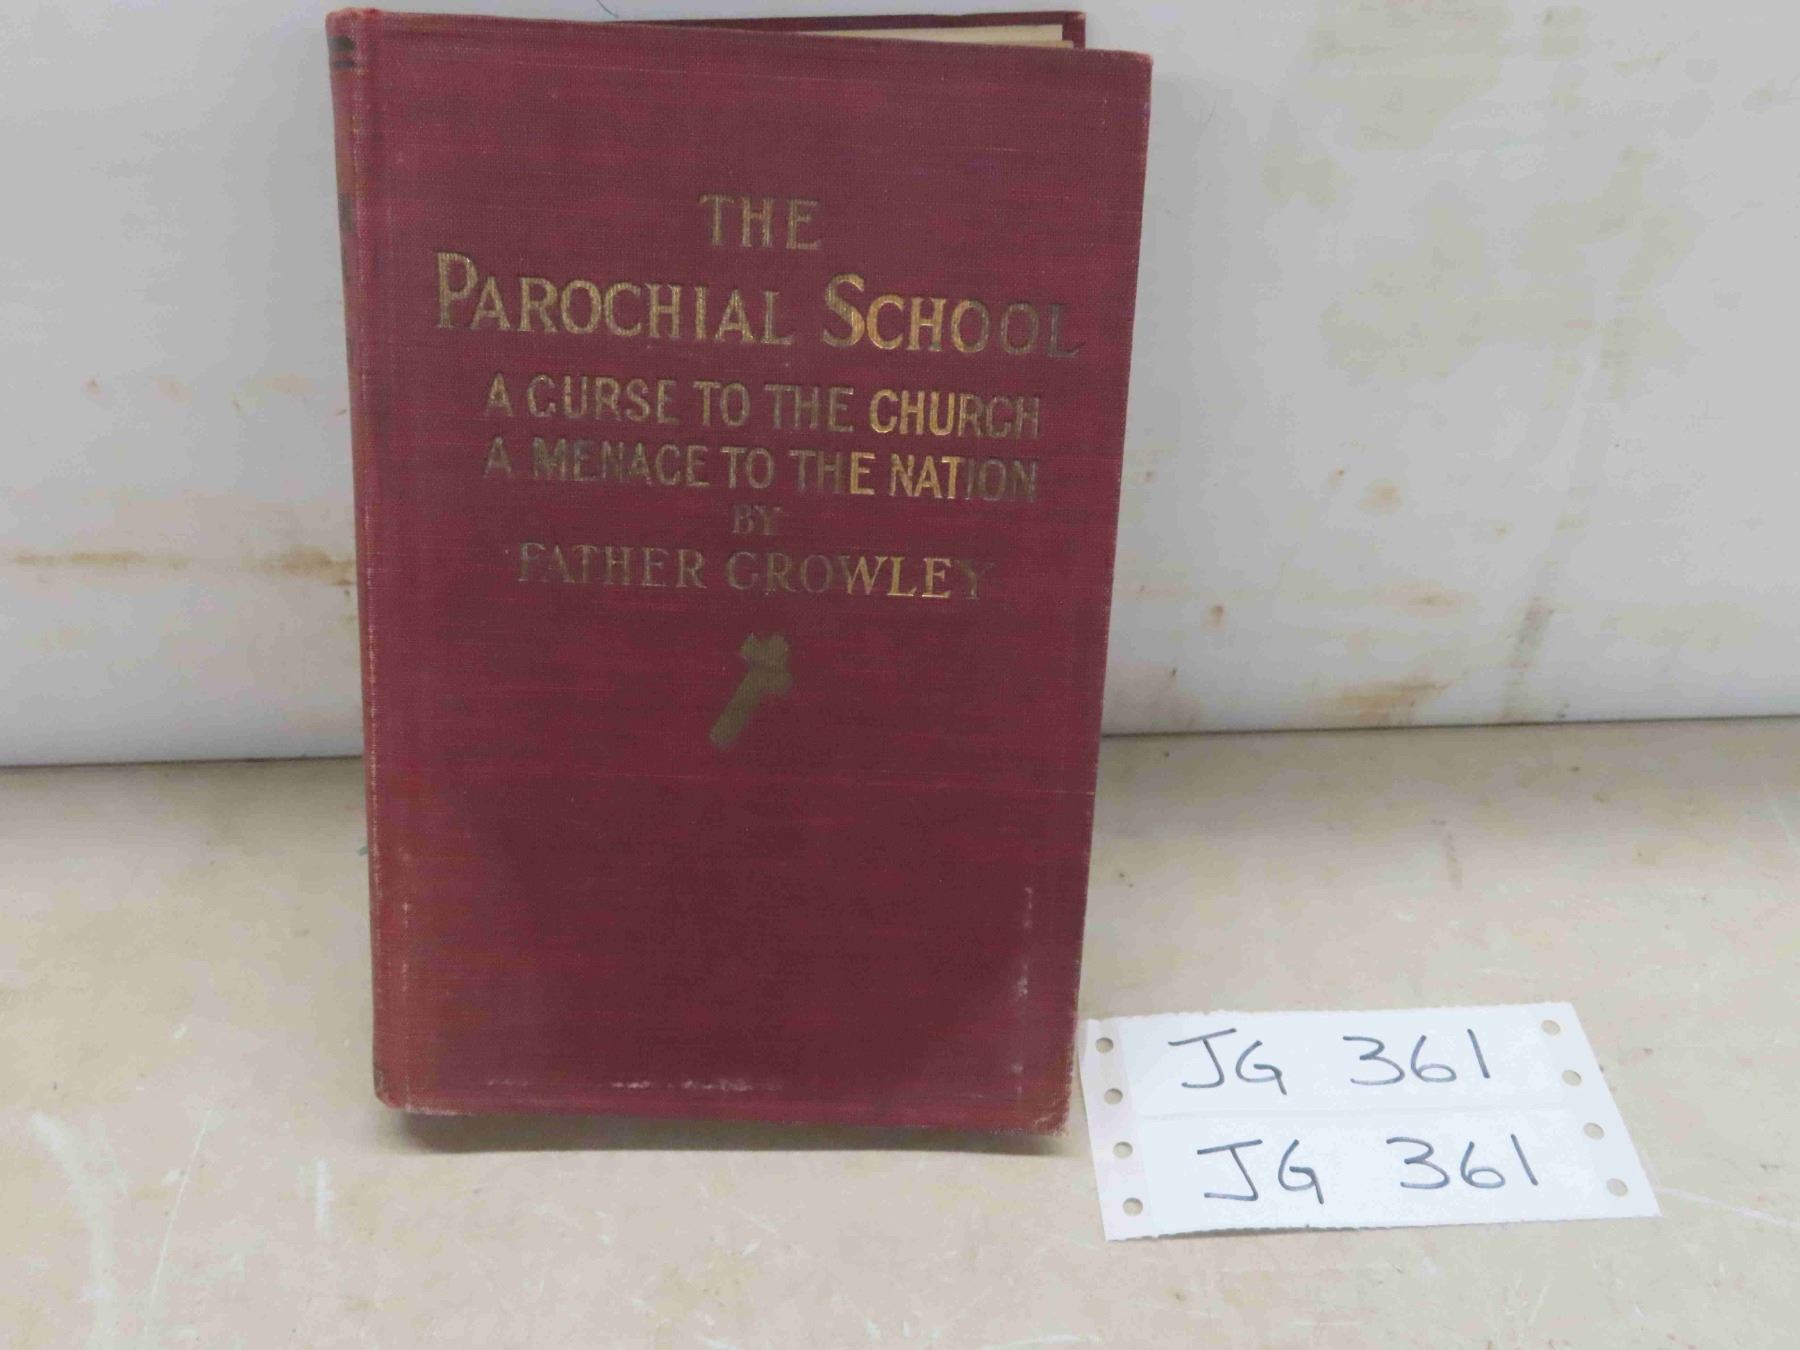 THE
PAROCHIAL SCHOOL
A CURSE TO THE CHURCH
A MENACE TO THE NATION
BY
FATHER CROWLEY
JG 361
JG 361